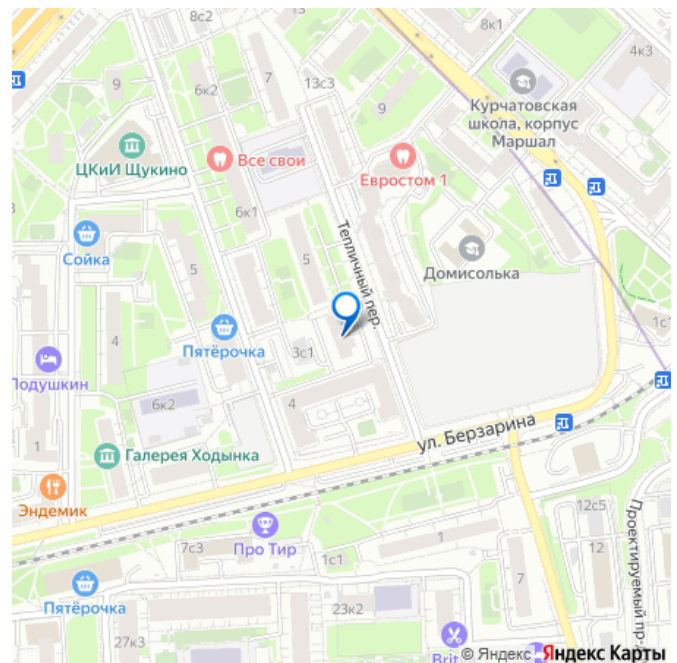 8с2
8к1
4к3
9
6к2
7
13с3
9
Курчатовская
школа, корпус
Маршал
ЦКиИ Щукино
Все свои
Евростом 1
6к1
Сойка
5
5
Тепличный пер.
Домисолька
Пятёрочка
3с1
4
1с1
Подушкин
6к2
4
1
Галерея Ходынка
ул. Берзарина
Эндемик
Про Тир
7с3
1с1
1
12с5
12
Проектируемый пр-
Пятёрочка
7
23к2
27к3
Brit
© Яндекс Яндекс Карты